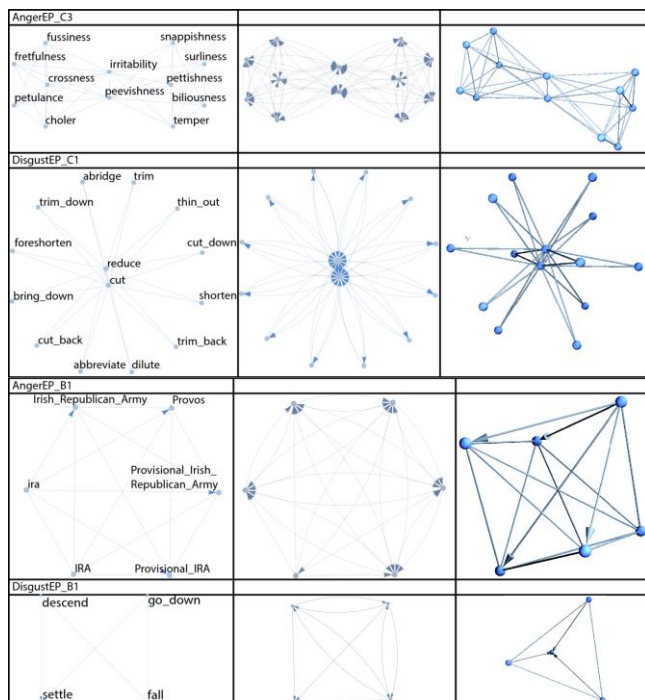 AngerEP_C3
fussiness
snappishness
fretfulness
irritability
surliness
crossness
pettishness
petulance
peevishness
biliousness
choler
temper
DisgustEP_C1
abridge
trim
trim_down
thin_out
foreshorten
cut_down
reduce
cut
bring_down
shorten
cut_back
trim_back
abbreviate
dilute
AngerEP_B1
Irish_Republican_Army
Provos
Provisional_Irish_
Republican_Army
ira
IRA
Provisional_IRA
DisgustEP_B1
descend
go_down
settle
fall